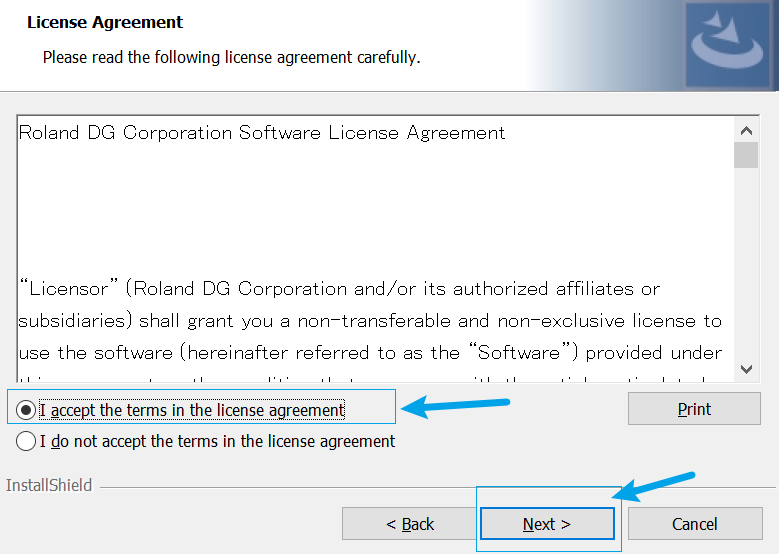 License Agreement
Please read the following license agreement carefully.
Roland DG Corporation Software License Agreement
“Licensor” (Roland DG Corporation and/or its authorized affiliates or
subsidiaries) shall grant you a non-transferable and non-exclusive license to
use the software (hereinafter referred to as the “Software”) provided under
I accept the terms in the license agreement
Print
I do not accept the terms in the license agreement
InstallShield
< Back
Next >
Cancel